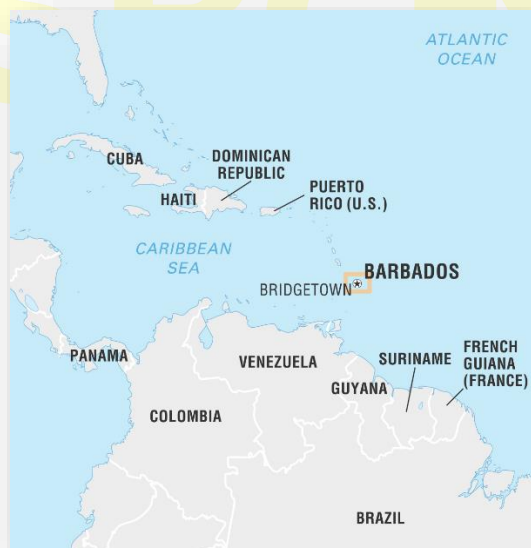 ATLANTIC
OCEAN
CUBA
DOMINICAN
REPUBLIC
HAITI
PUERTO
RICO (U.S.)
CARIBBEAN
SEA
BARBADOS
BRIDGETOWN
PANAMA
VENEZUELA
SURINAME
FRENCH
GUIANA
(FRANCE)
GUYANA
COLOMBIA
BRAZIL